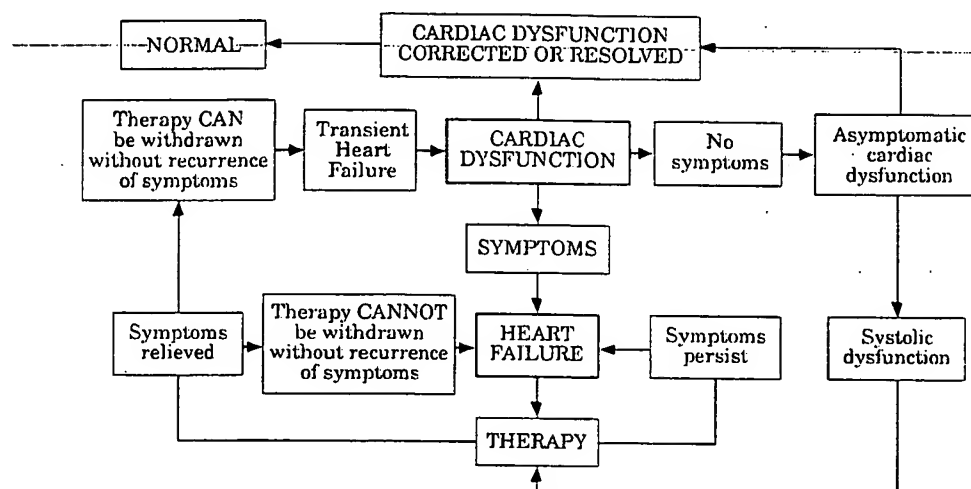 NORMAL
CARDIAC DYSFUNCTION
CORRECTED OR RESOLVED
Therapy CAN
be withdrawn
without recurrence
of symptoms
Transient
Heart
Failure
CARDIAC
DYSFUNCTION
No
symptoms
Asymptomatic
cardiac
dysfunction
SYMPTOMS
Symptoms
relieved
Therapy CANNOT
be withdrawn
without recurrence
of symptoms
HEART
FAILURE
Symptoms
persist
Systolic
dysfunction
THERAPY